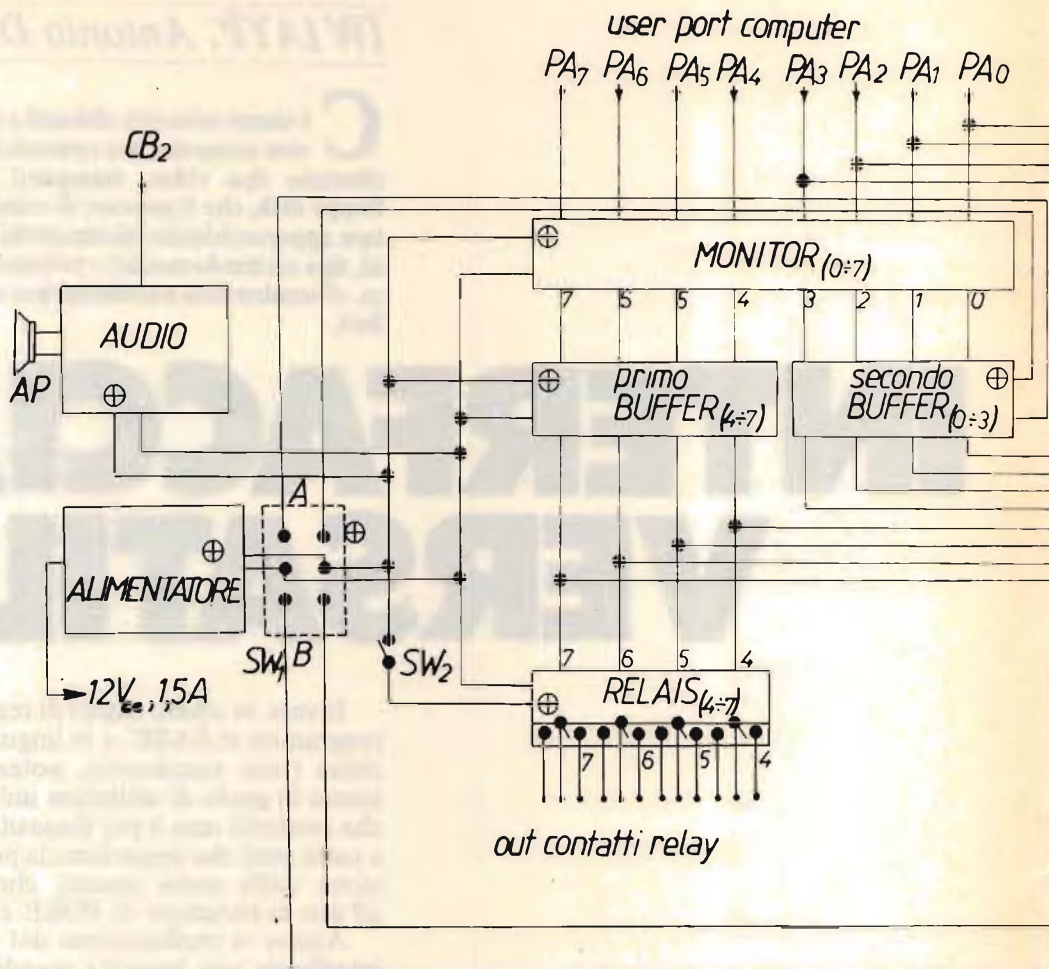 user port computer
PA7 PA6 PA5 PA4 PA3 PA2 PA1 PA0
CB2
MONITOR (0÷7)
7 6 5 4 3 2 1 0
AUDIO
AP
primo BUFFER (4÷7)
secondo BUFFER (0÷3)
A
ALIMENTATORE
SW1 B
SW2
12Vcc, 1,5A
7 6 5 4
RELAIS (4÷7)
7 6 5 4
out contatti relay